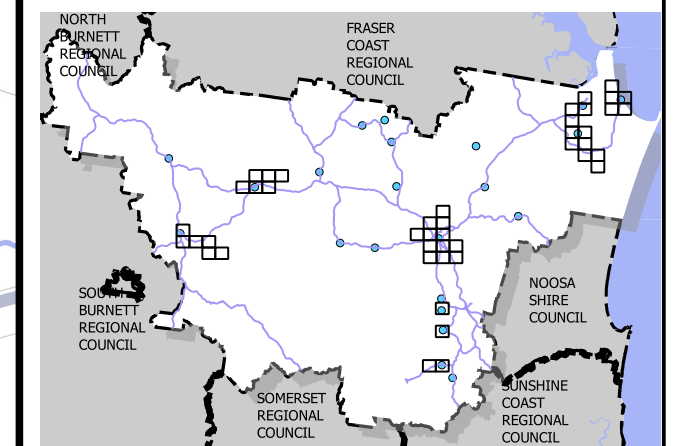 NORTH
BURNETT
REGIONAL
COUNCIL
FRASER
COAST
REGIONAL
COUNCIL
NOOSA
SHIRE
COUNCIL
SOUTH
BURNETT
REGIONAL
COUNCIL
SOMERSET
REGIONAL
COUNCIL
SUNSHINE
COAST
REGIONAL
COUNCIL